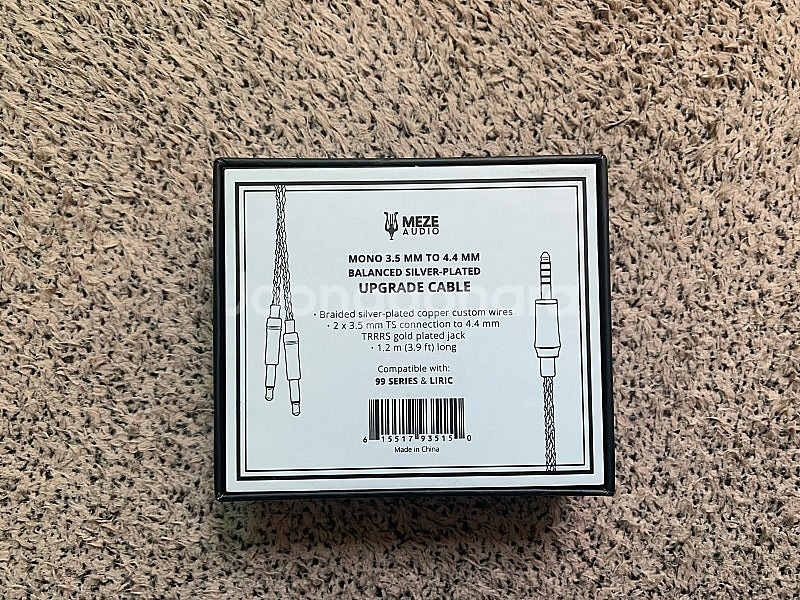 MEZE
AUDIO
MONO 3.5 MM TO 4.4 MM
BALANCED SILVER-PLATED
UPGRADE CABLE
· Braided silver-plated copper custom wires
· 2 x 3.5 mm TS connection to 4.4 mm
TRRRS gold plated jack
· 1.2 m (3.9 ft) long
Compatible with:
99 SERIES & LIRIC
6 15517 93515 0
Made in China